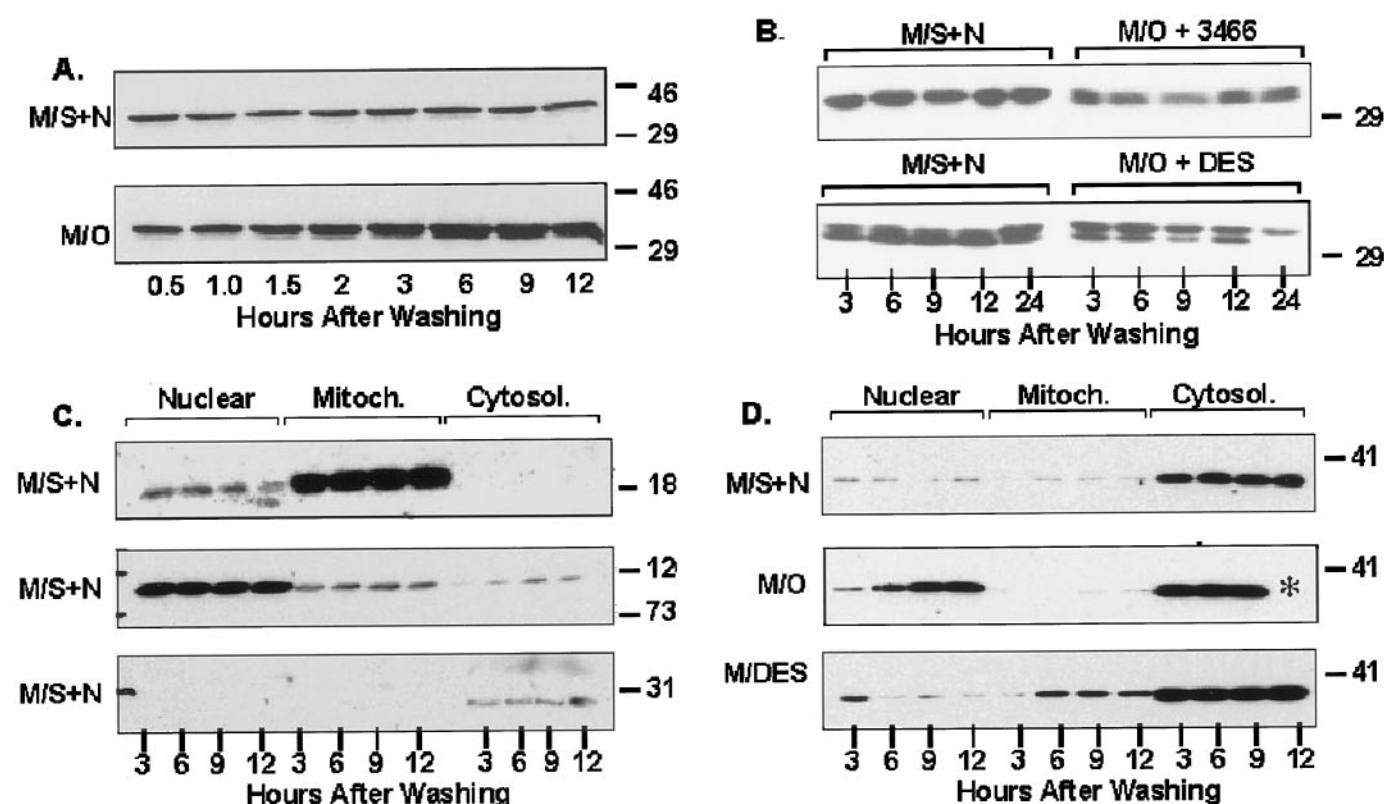 A.
M/S+N
46
29
M/O
46
29
0.5 1.0 1.5 2 3 6 9 12
Hours After Washing
B.
M/S+N M/O + 3466
29
M/S+N M/O + DES
29
3 6 9 12 24 3 6 9 12 24
Hours After Washing
C.
Nuclear Mitoch. Cytosol.
M/S+N
18
M/S+N
12
73
M/S+N
31
3 6 9 12 3 6 9 12 3 6 9 12
Hours After Washing
D.
Nuclear Mitoch. Cytosol.
M/S+N
41
M/O
41
*
M/DES
41
3 6 9 12 3 6 9 12 3 6 9 12
Hours After Washing